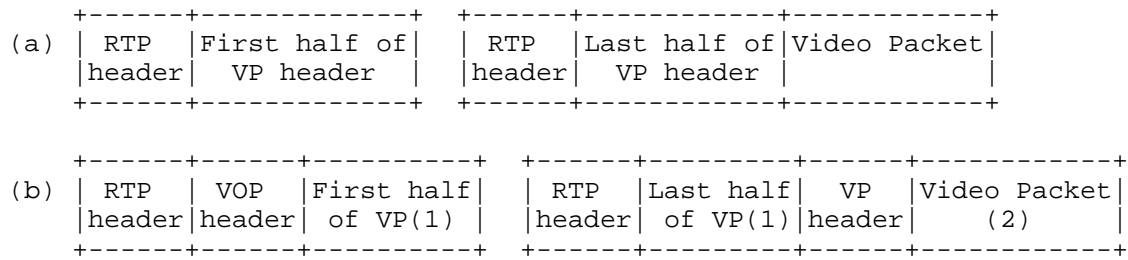 +------+-------------+  +------+------------+------------+
(a) | RTP  |First half of|  | RTP  |Last half of|Video Packet|
    |header|  VP header  |  |header|  VP header |            |
    +------+-------------+  +------+------------+------------+
    +------+------+----------+  +------+---------+------+------------+
(b) | RTP  | VOP  |First half|  | RTP  |Last half|  VP  |Video Packet|
    |header|header| of VP(1) |  |header| of VP(1)|header|    (2)     |
    +------+------+----------+  +------+---------+------+------------+